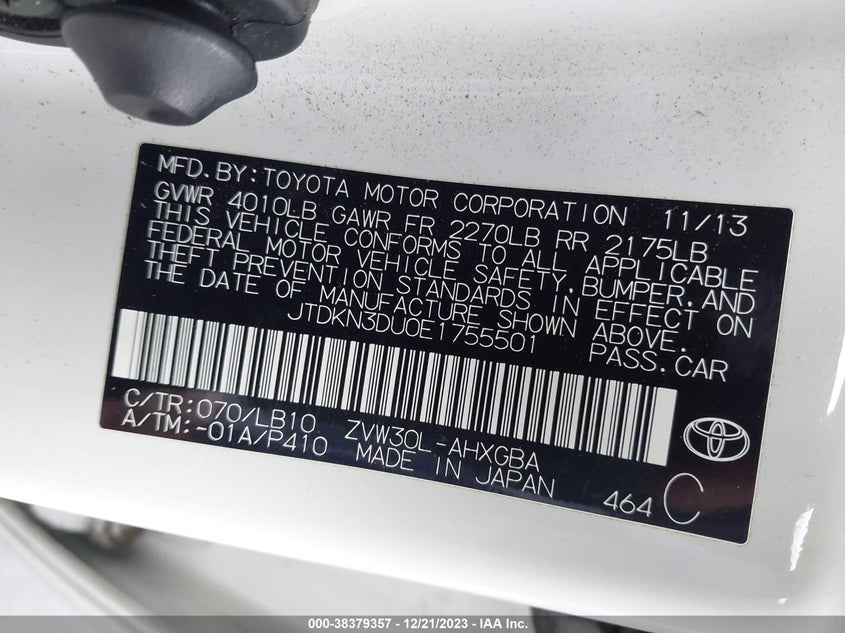 MFD. BY: TOYOTA MOTOR CORPORATION 11/13
GVWR 4010LB GAWR FR 2270LB RR 2175LB
THIS VEHICLE CONFORMS TO ALL APPLICABLE
FEDERAL MOTOR VEHICLE SAFETY, BUMPER, AND
THEFT PREVENTION STANDARDS IN EFFECT ON
THE DATE OF MANUFACTURE SHOWN ABOVE.
JTDKN3DU0E1755501 PASS. CAR
C/TR: 070/LB10 ZVW30L-AHXGBA
A/TM: -01A/P410 MADE IN JAPAN
464 C
000-38379357 - 12/21/2023 - IAAI Inc.